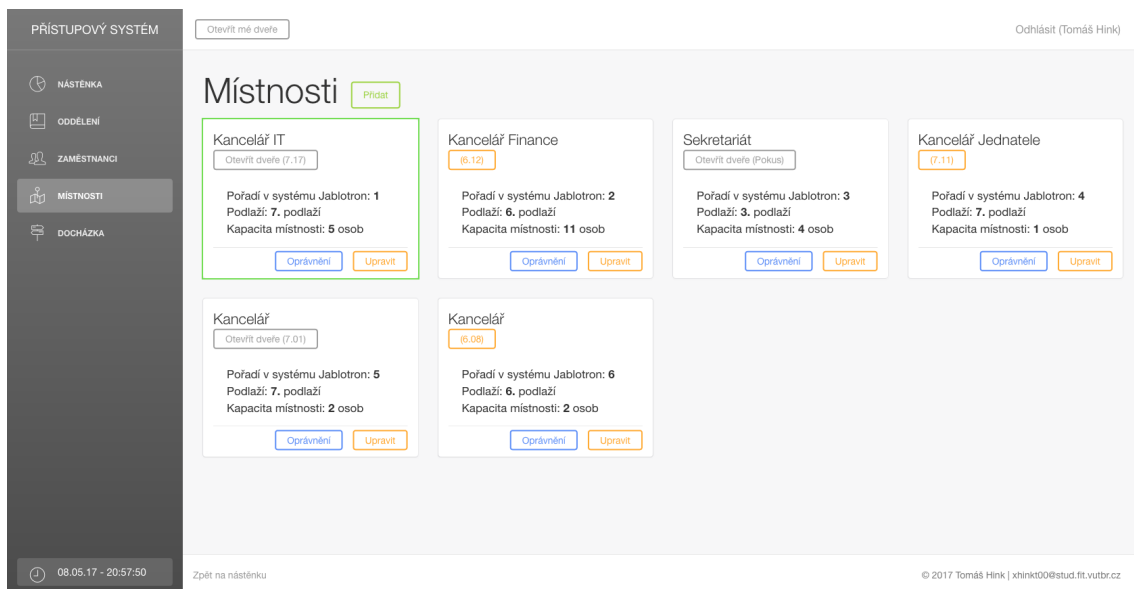 PŘÍSTUPOVÝ SYSTÉM
Otevřít mé dveře
Odhlásit (Tomáš Hink)
NÁSTĚNKA
ODDĚLENÍ
ZAMĚSTNANCI
MÍSTNOSTI
DOCHÁZKA
08.05.17 - 20:57:50
Místnosti
Přidat
Kancelář IT
Otevřít dveře (7.17)
Pořadí v systému Jablotron: 1
Podlaží: 7. podlaží
Kapacita místnosti: 5 osob
Oprávnění
Upravit
Kancelář Finance
(6.12)
Pořadí v systému Jablotron: 2
Podlaží: 6. podlaží
Kapacita místnosti: 11 osob
Oprávnění
Upravit
Sekretariát
Otevřít dveře (Pokus)
Pořadí v systému Jablotron: 3
Podlaží: 3. podlaží
Kapacita místnosti: 4 osob
Oprávnění
Upravit
Kancelář Jednatele
(7.11)
Pořadí v systému Jablotron: 4
Podlaží: 7. podlaží
Kapacita místnosti: 1 osob
Oprávnění
Upravit
Kancelář
Otevřít dveře (7.01)
Pořadí v systému Jablotron: 5
Podlaží: 7. podlaží
Kapacita místnosti: 2 osob
Oprávnění
Upravit
Kancelář
(6.08)
Pořadí v systému Jablotron: 6
Podlaží: 6. podlaží
Kapacita místnosti: 2 osob
Oprávnění
Upravit
Zpět na nástěnku
© 2017 Tomáš Hink | xhinkt00@stud.fit.vutbr.cz